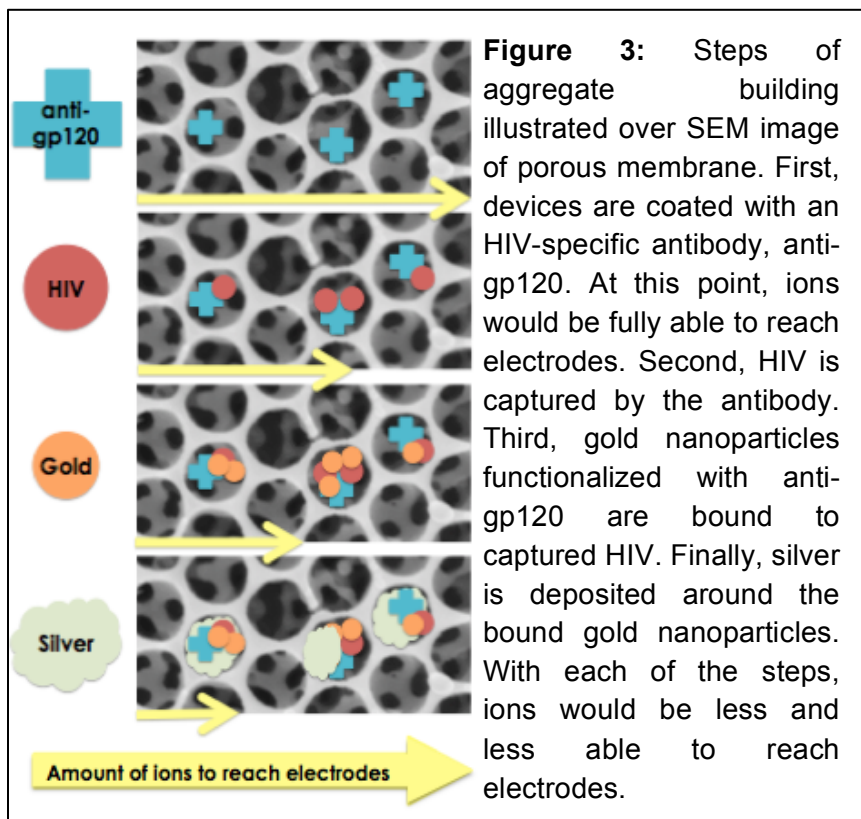 anti-
gp120
HIV
Gold
Silver
Amount of ions to reach electrodes
Figure 3: Steps of
aggregate building
illustrated over SEM image
of porous membrane. First,
devices are coated with an
HIV-specific antibody, anti-
gp120. At this point, ions
would be fully able to reach
electrodes. Second, HIV is
captured by the antibody.
Third, gold nanoparticles
functionalized with anti-
gp120 are bound to
captured HIV. Finally, silver
is deposited around the
bound gold nanoparticles.
With each of the steps,
ions would be less and
less able to reach
electrodes.